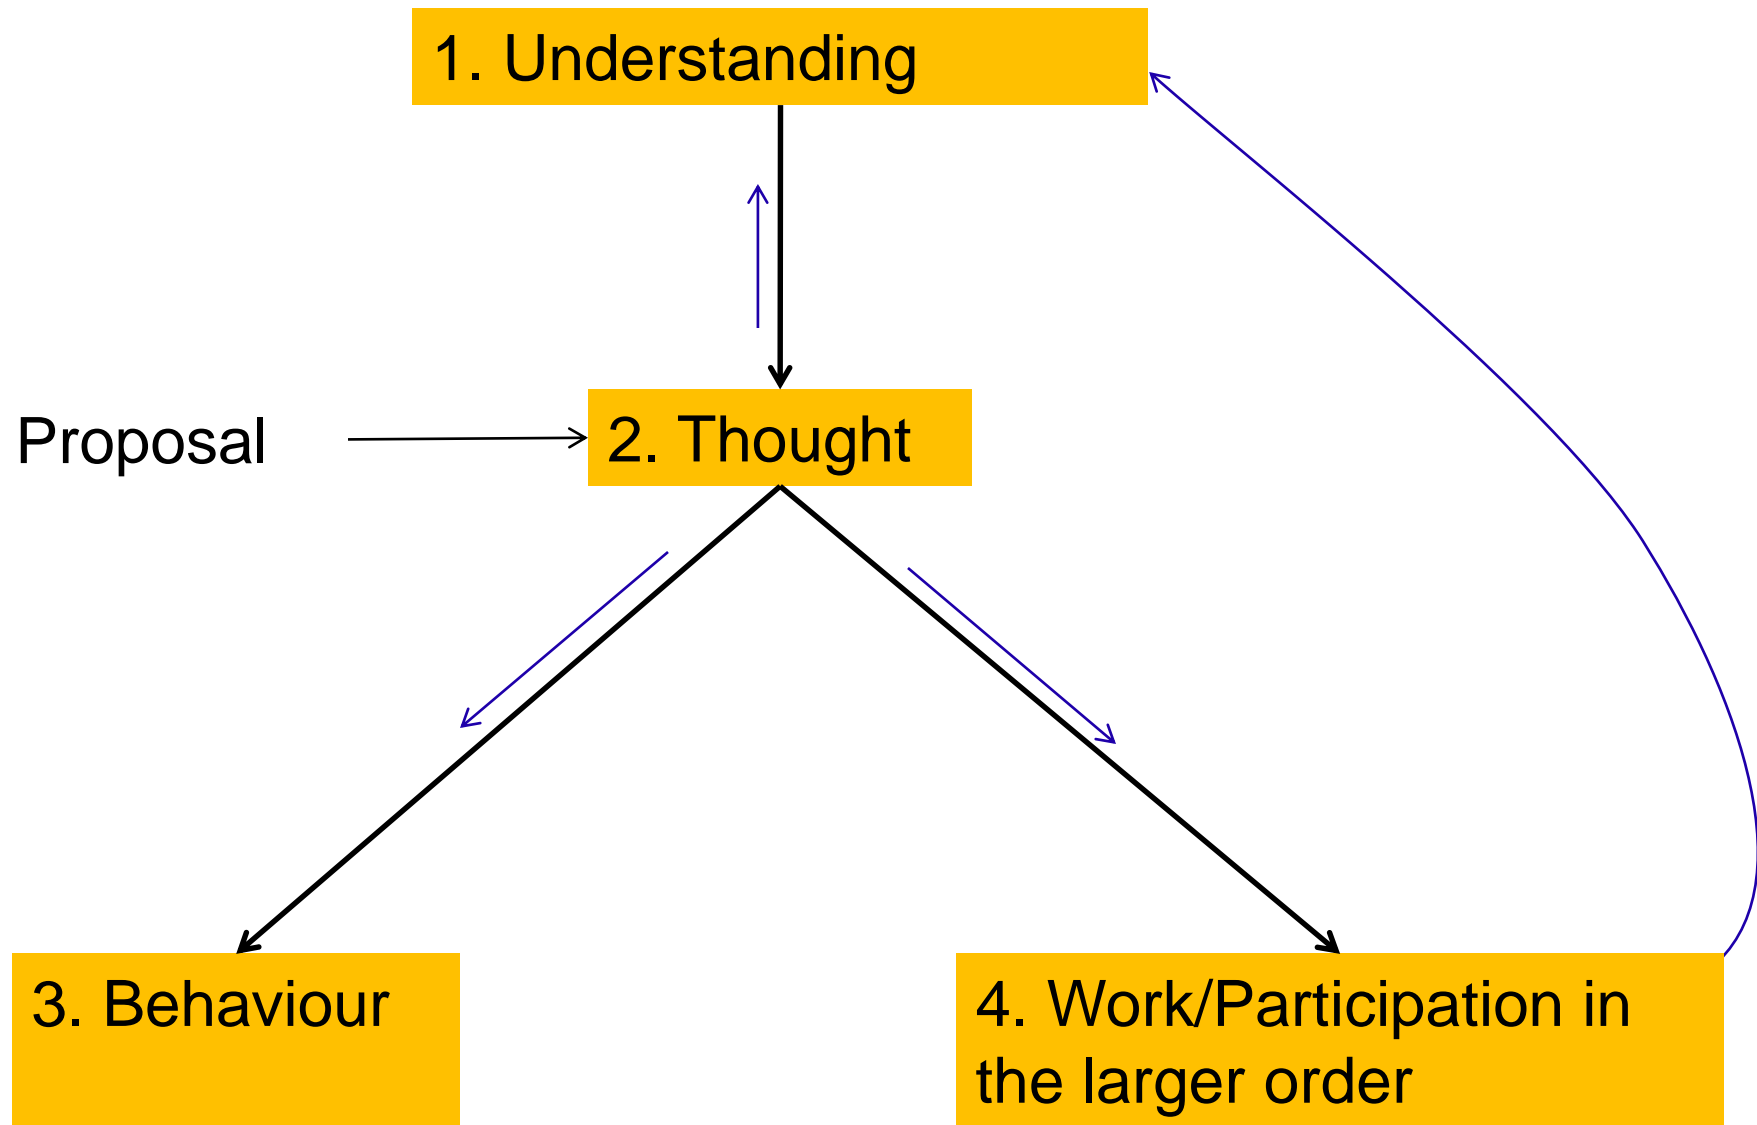 1. Understanding
Proposal
2. Thought
3. Behaviour
4. Work/Participation in
the larger order